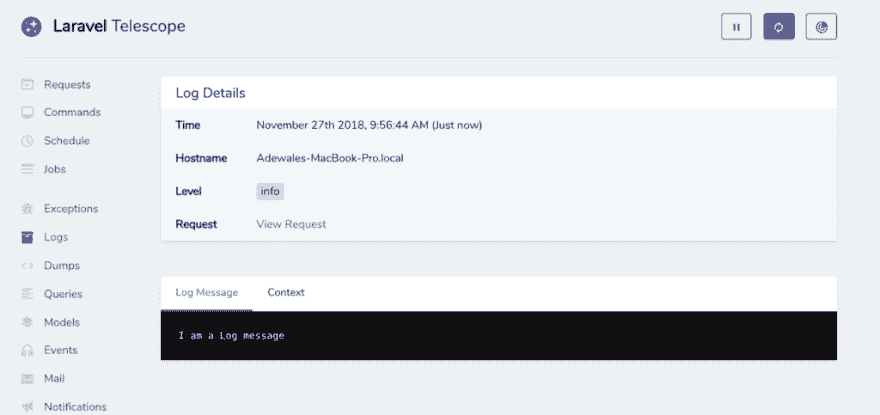 Laravel Telescope
Requests
Commands
Schedule
Jobs
Exceptions
Logs
Dumps
Queries
Models
Events
Mail
Notifications
Log Details
Time November 27th 2018, 9:56:44 AM (Just now)
Hostname Adewales-MacBook-Pro.local
Level info
Request View Request
Log Message Context
I am a Log message